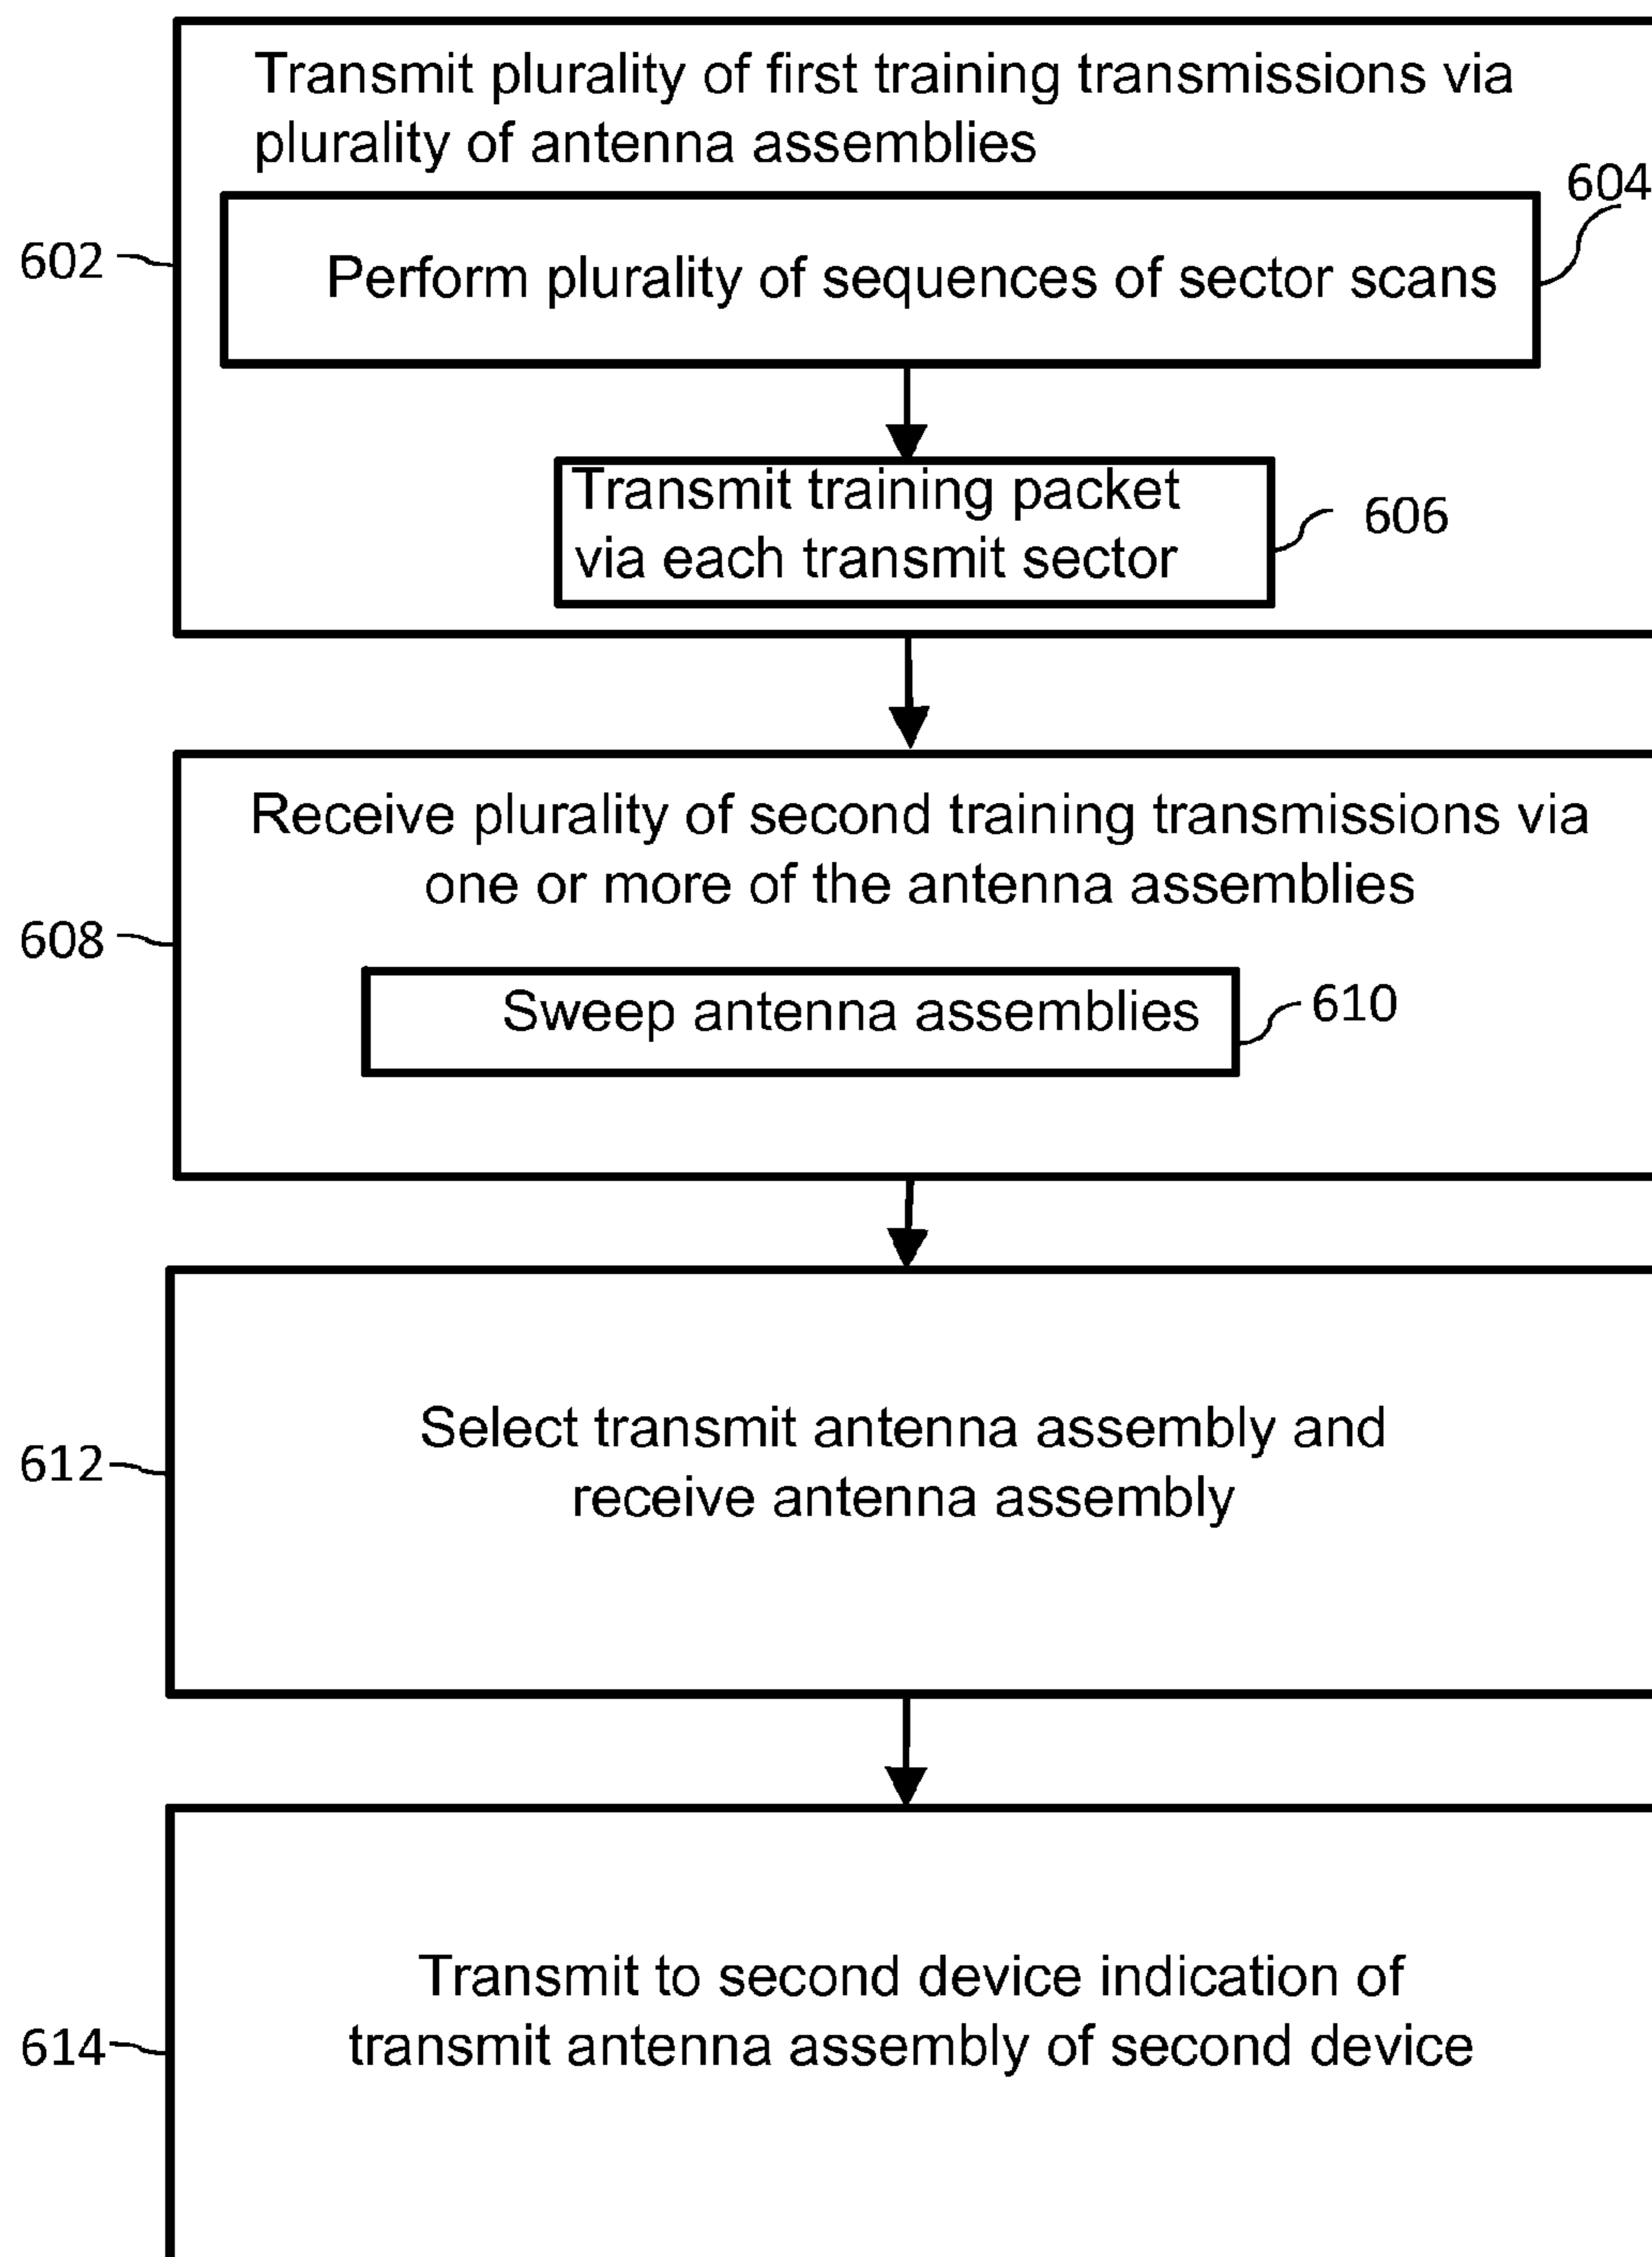 Transmit plurality of first training transmissions via
plurality of antenna assemblies
604
602
Perform plurality of sequences of sector scans
Transmit training packet
via each transmit sector
606
Receive plurality of second training transmissions via
one or more of the antenna assemblies
608
Sweep antenna assemblies
610
Select transmit antenna assembly and
receive antenna assembly
612
Transmit to second device indication of
transmit antenna assembly of second device
614